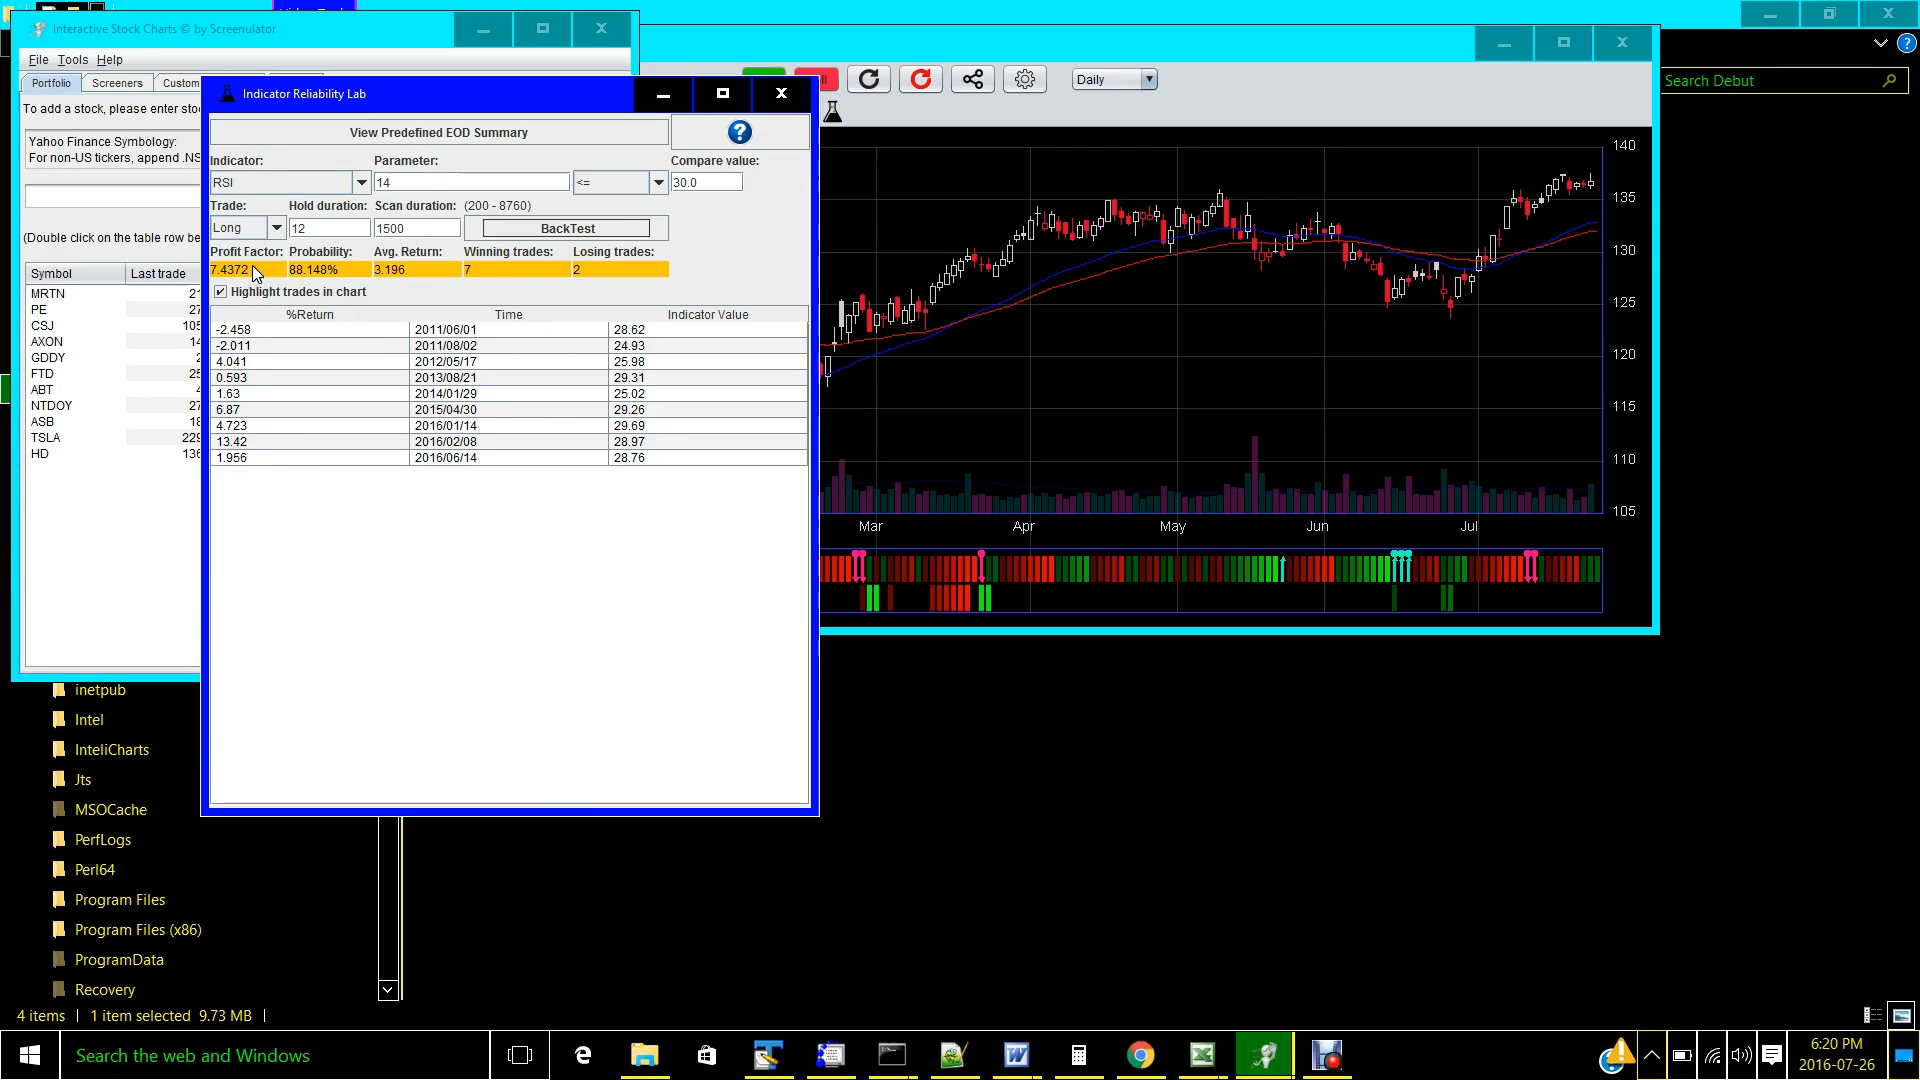 Interactive Stock Charts © by Screenulator
File Tools Help
Portfolio Screeners Custom
To add a stock, please enter sto
Yahoo Finance Symbology:
For non-US tickers, append .NS
(Double click on the table row be
Symbol Last trade
MRTN 21
PE 27
CSJ 105
AXON 14
GDDY 2
FTD 25
ABT 4
NTDOY 27
ASB 18
TSLA 229
HD 136
Indicator Reliability Lab
View Predefined EOD Summary
Indicator: Parameter: Compare value:
RSI 14 <= 30.0
Trade: Hold duration: Scan duration: (200 - 8760)
Long 12 1500 BackTest
Profit Factor: Probability: Avg. Return: Winning trades: Losing trades:
7.4372 88.148% 3.196 7 2
Highlight trades in chart
%Return Time Indicator Value
-2.458 2011/06/01 28.62
-2.011 2011/08/02 24.93
4.041 2012/05/17 25.98
0.593 2013/08/21 29.31
1.63 2014/01/29 25.02
6.87 2015/04/30 29.26
4.723 2016/01/14 29.69
13.42 2016/02/08 28.97
1.956 2016/06/14 28.76
Daily
Search Debut
140
135
130
125
120
115
110
105
Mar Apr May Jun Jul
inetpub
Intel
InteliCharts
Jts
MSOCache
PerfLogs
Perl64
Program Files
Program Files (x86)
ProgramData
Recovery
4 items 1 item selected 9.73 MB
Search the web and Windows
6:20 PM
2016-07-26